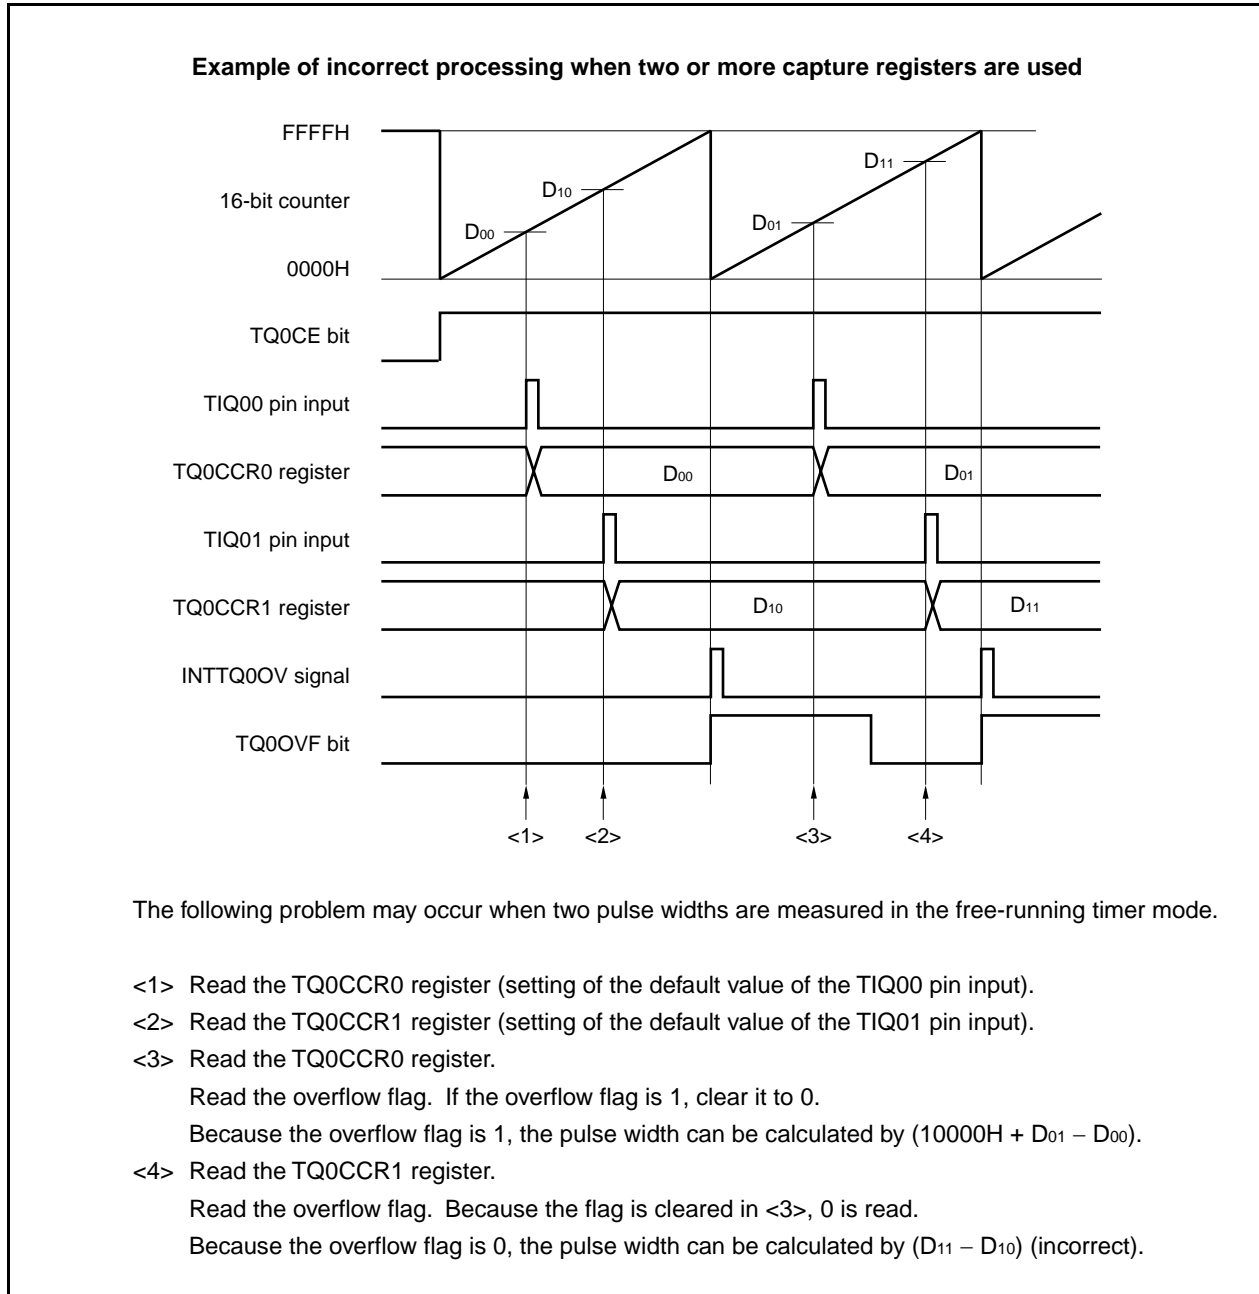 Example of incorrect processing when two or more capture registers are used
FFFFH
D11
D10
16-bit counter
D01
D00
0000H
TQ0CE bit
TIQ00 pin input
TQ0CCR0 register
D00
D01
TIQ01 pin input
TQ0CCR1 register
D10
D11
INTTQ0OV signal
TQ0OVF bit
<1> <2> <3> <4>
The following problem may occur when two pulse widths are measured in the free-running timer mode.
<1> Read the TQ0CCR0 register (setting of the default value of the TIQ00 pin input).
<2> Read the TQ0CCR1 register (setting of the default value of the TIQ01 pin input).
<3> Read the TQ0CCR0 register.
Read the overflow flag. If the overflow flag is 1, clear it to 0.
Because the overflow flag is 1, the pulse width can be calculated by (10000H + D01 − D00).
<4> Read the TQ0CCR1 register.
Read the overflow flag. Because the flag is cleared in <3>, 0 is read.
Because the overflow flag is 0, the pulse width can be calculated by (D11 − D10) (incorrect).